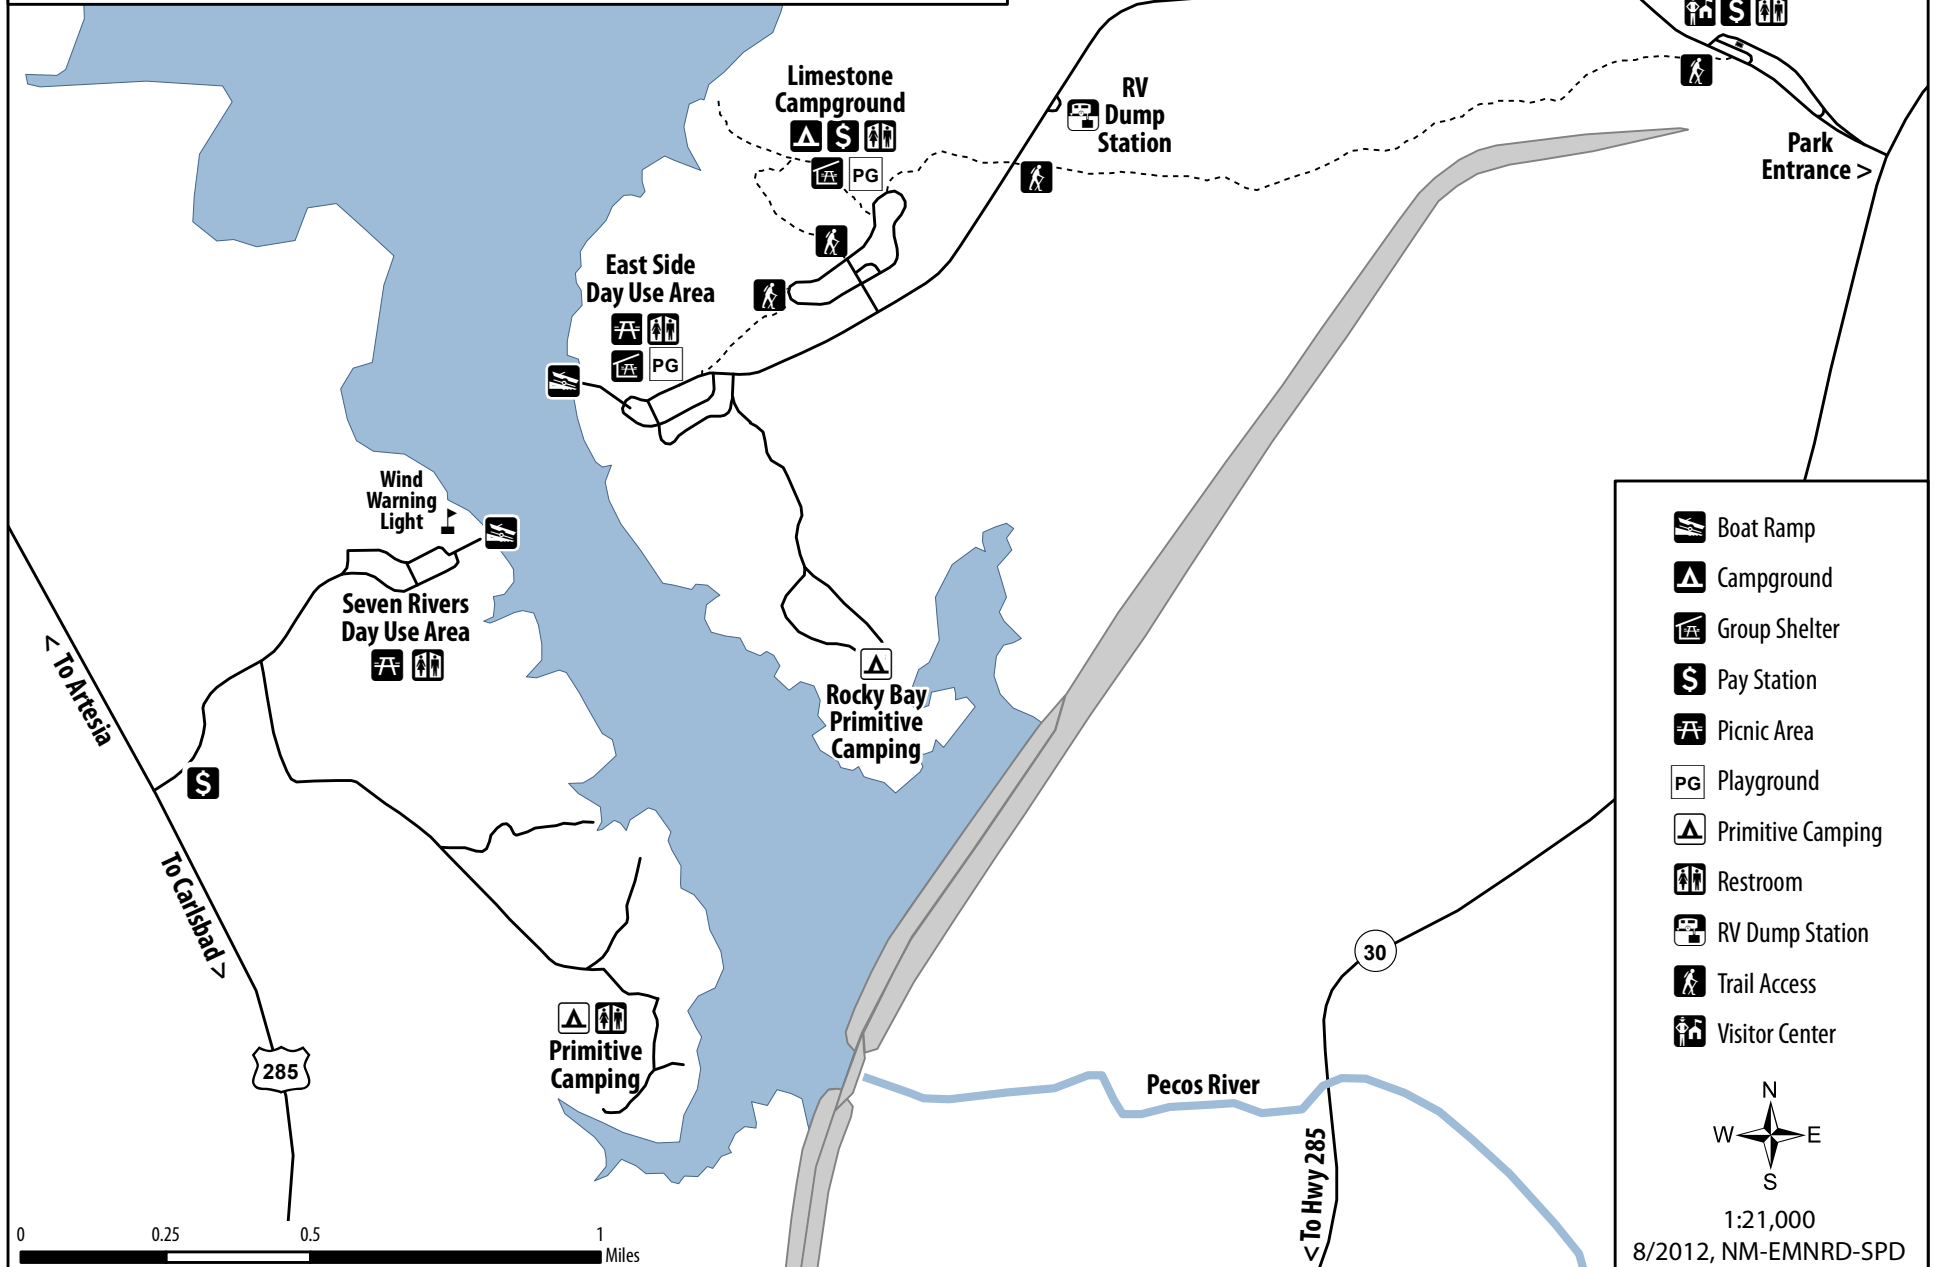 $
Limestone
Campground
$
PG
RV
Dump
Station
Park
Entrance >
East Side
Day Use Area
PG
Wind
Warning
Light
Seven Rivers
Day Use Area
< To Artesia
$
To Carlsbad >
285
Rocky Bay
Primitive
Camping
Primitive
Camping
Pecos River
30
< To Hwy 285
Boat Ramp
Campground
Group Shelter
$ Pay Station
Picnic Area
PG Playground
Primitive Camping
Restroom
RV Dump Station
Trail Access
Visitor Center
N
W E
S
1:21,000
8/2012, NM-EMNRD-SPD
0 0.25 0.5 1
Miles